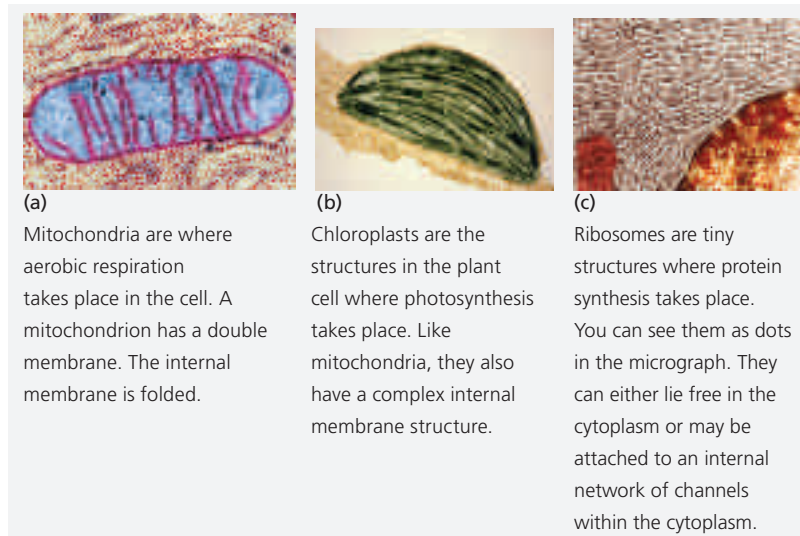 (a)
Mitochondria are where
aerobic respiration
takes place in the cell. A
mitochondrion has a double
membrane. The internal
membrane is folded.
(b)
Chloroplasts are the
structures in the plant
cell where photosynthesis
takes place. Like
mitochondria, they also
have a complex internal
membrane structure.
(c)
Ribosomes are tiny
structures where protein
synthesis takes place.
You can see them as dots
in the micrograph. They
can either lie free in the
cytoplasm or may be
attached to an internal
network of channels
within the cytoplasm.